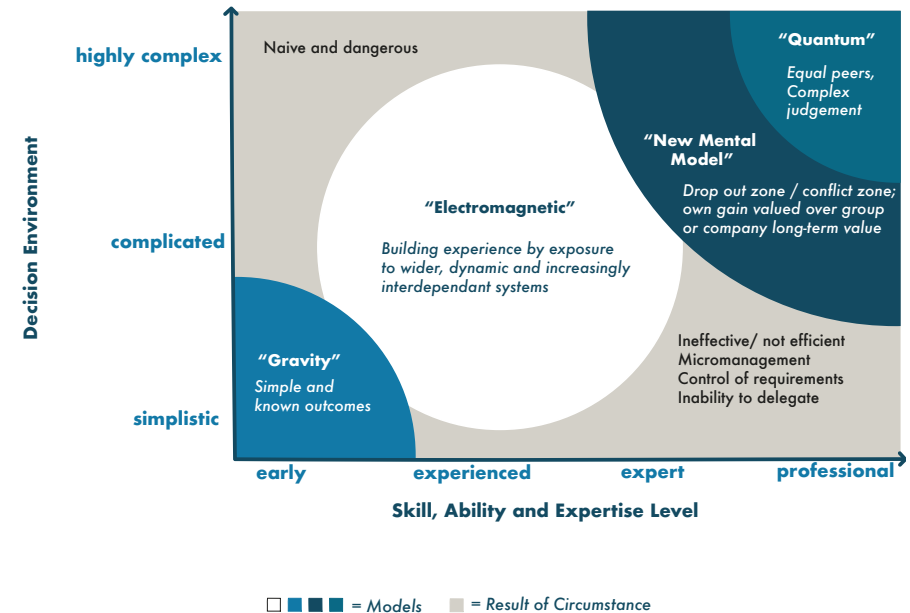 Decision Environment
highly complex
complicated
simplistic
Naive and dangerous
“Quantum”
Equal peers,
Complex
judgement
“New Mental
Model”
Drop out zone / conflict zone;
own gain valued over group
or company long-term value
“Electromagnetic”
Building experience by exposure
to wider, dynamic and increasingly
interdependant systems
“Gravity”
Simple and
known outcomes
Ineffective/ not efficient
Micromanagement
Control of requirements
Inability to delegate
early
experienced
expert
professional
Skill, Ability and Expertise Level
= Models
= Result of Circumstance